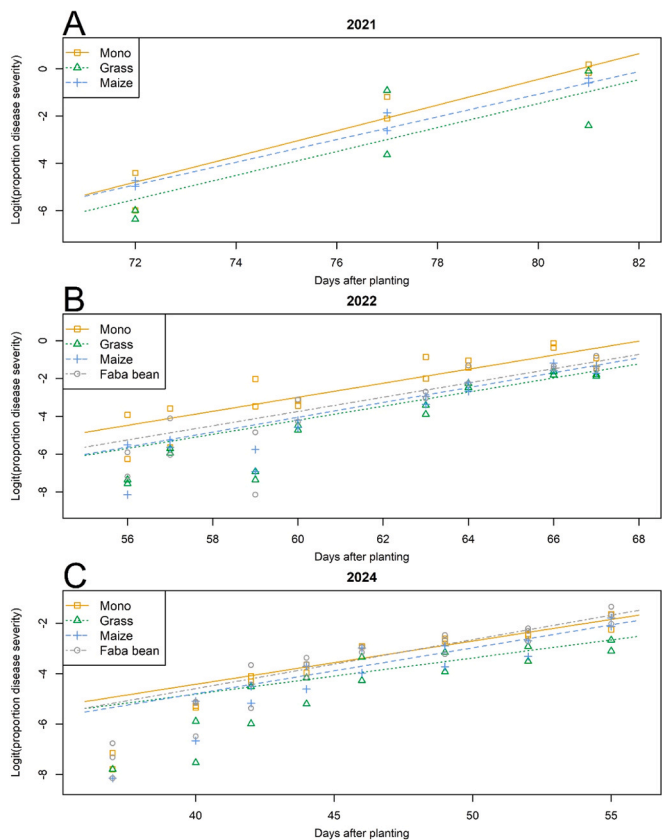 A
2021
Mono
Grass
Maize
Logit(proportion disease severity)
0
-2
-4
-6
72 74 76 78 80 82
Days after planting
B
2022
Mono
Grass
Maize
Faba bean
Logit(proportion disease severity)
0
-2
-4
-6
-8
56 58 60 62 64 66 68
Days after planting
C
2024
Mono
Grass
Maize
Faba bean
Logit(proportion disease severity)
-2
-4
-6
-8
40 45 50 55
Days after planting